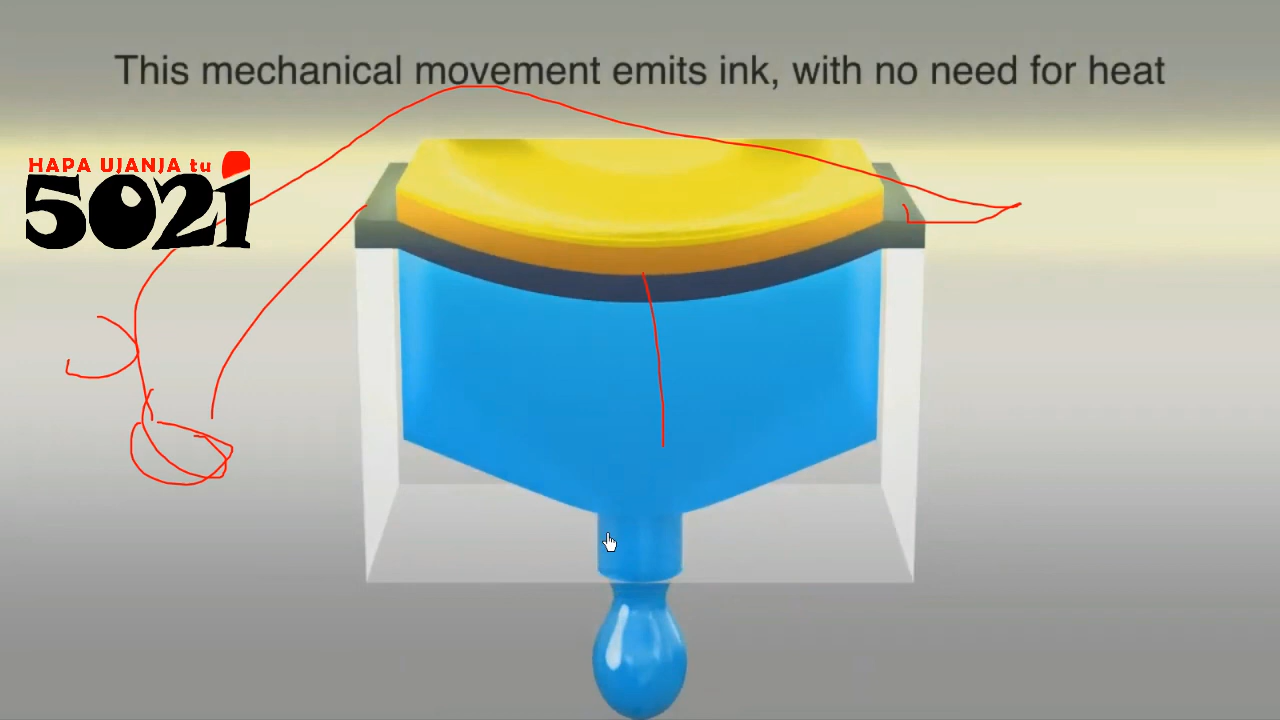 This mechanical movement emits ink, with no need for heat
HAPA UJANJA tu
5021